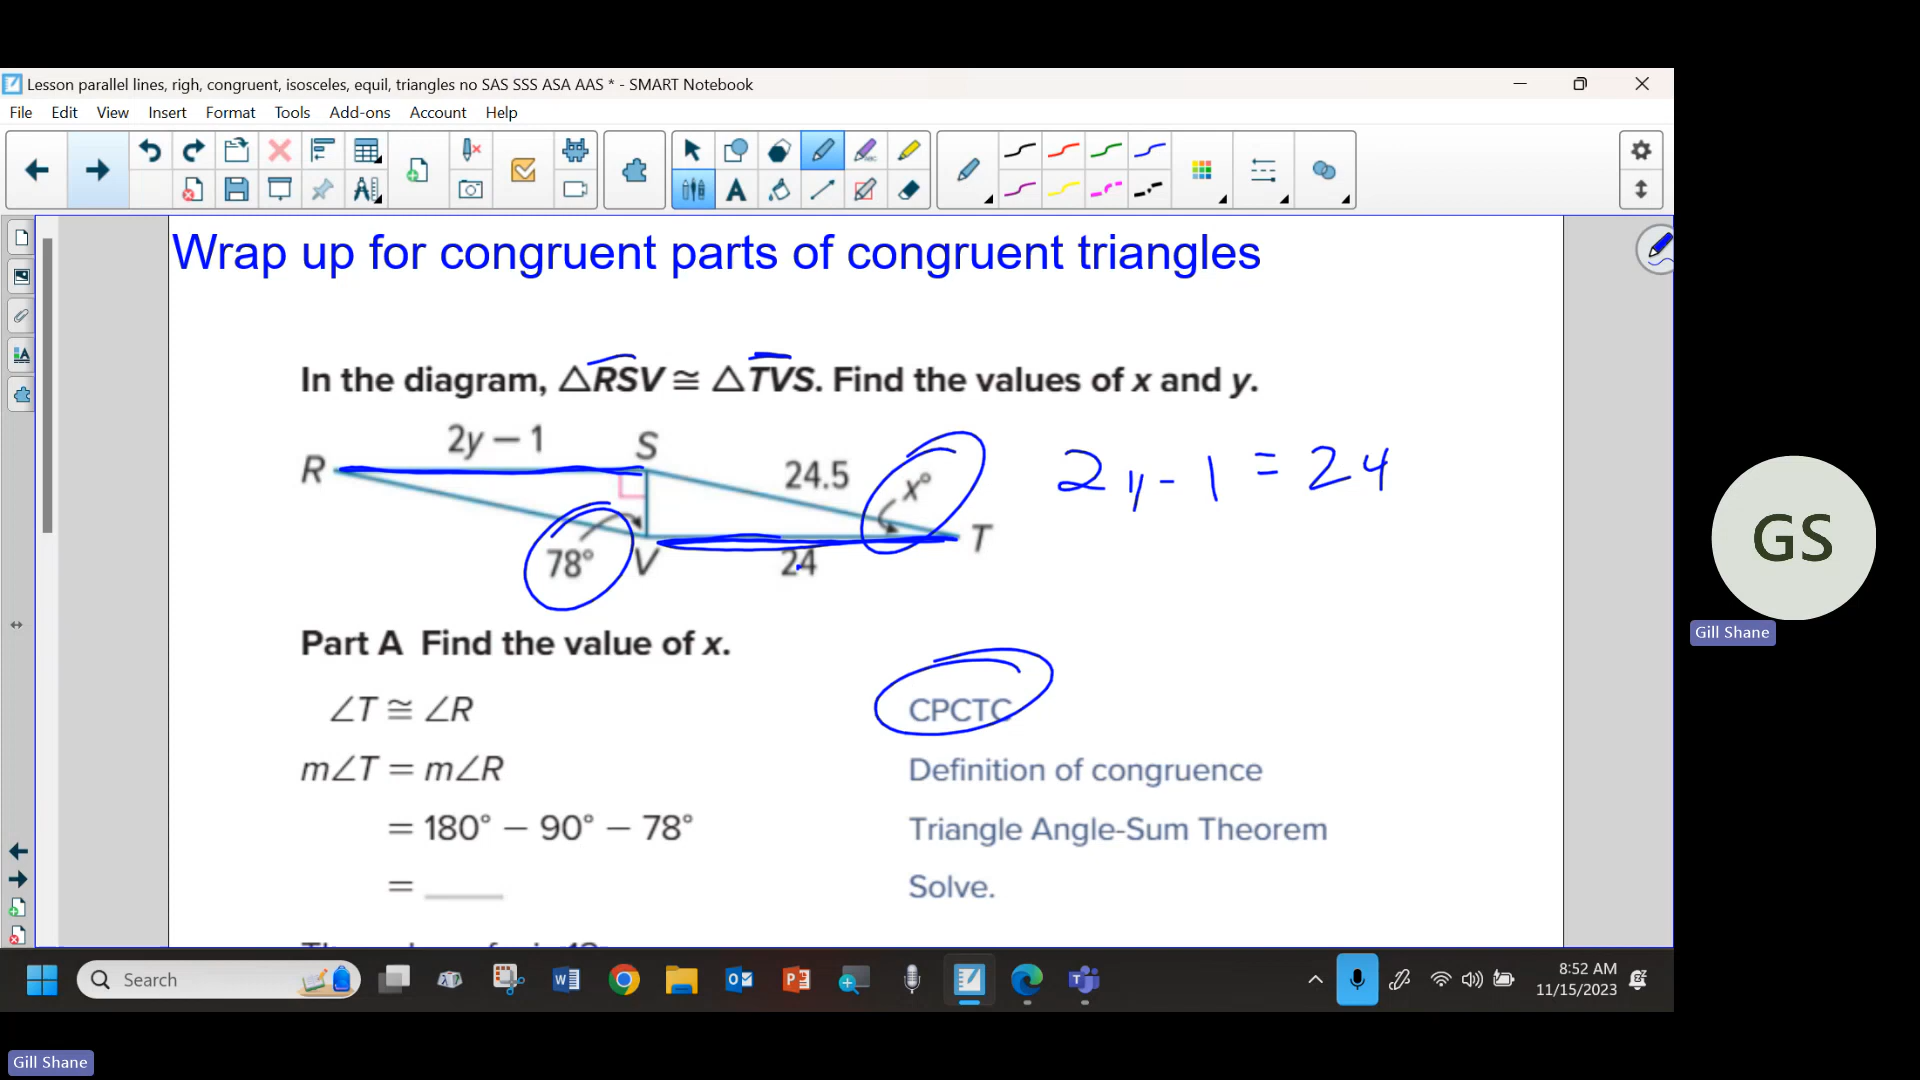 Lesson parallel lines, righ, congruent, isosceles, equil, triangles no SAS SSS ASA AAS * - SMART Notebook
File Edit View Insert Format Tools Add-ons Account Help
Wrap up for congruent parts of congruent triangles
In the diagram, △RSV ≅ △TVS. Find the values of x and y.
2y − 1
S
R
24.5
x°
2y - 1 = 24
T
78°
V
24
Part A Find the value of x.
∠T ≅ ∠R CPCTC
m∠T = m∠R Definition of congruence
= 180° − 90° − 78° Triangle Angle-Sum Theorem
= ____ Solve.
GS
Gill Shane
Search
8:52 AM
11/15/2023
Gill Shane